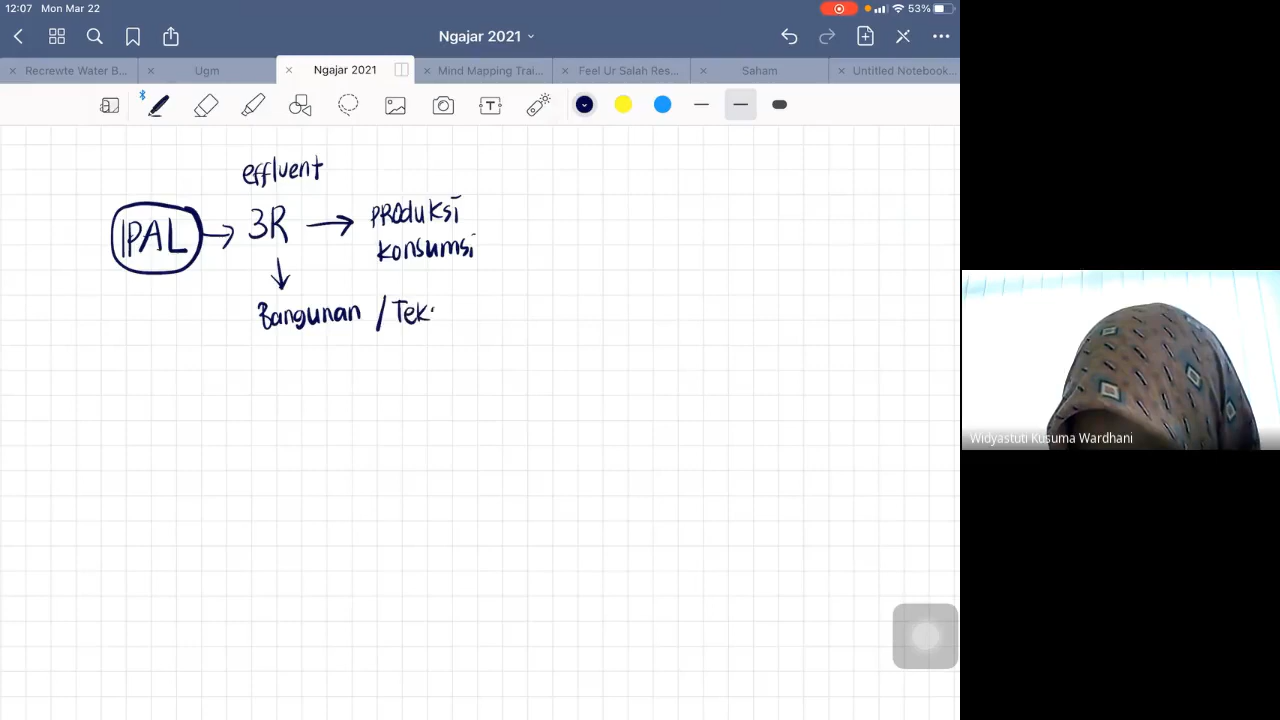 12:07 Mon Mar 22
53%
Ngajar 2021
Recrewte Water B...
Ugm
Ngajar 2021
Mind Mapping Trai...
Feel Ur Salah Res...
Saham
Untitled Notebook...
T
effluent
IPAL → 3R → PRODUKSI
KONSUMSI
↓
Bangunan / Tek
Widyastuti Kusuma Wardhani